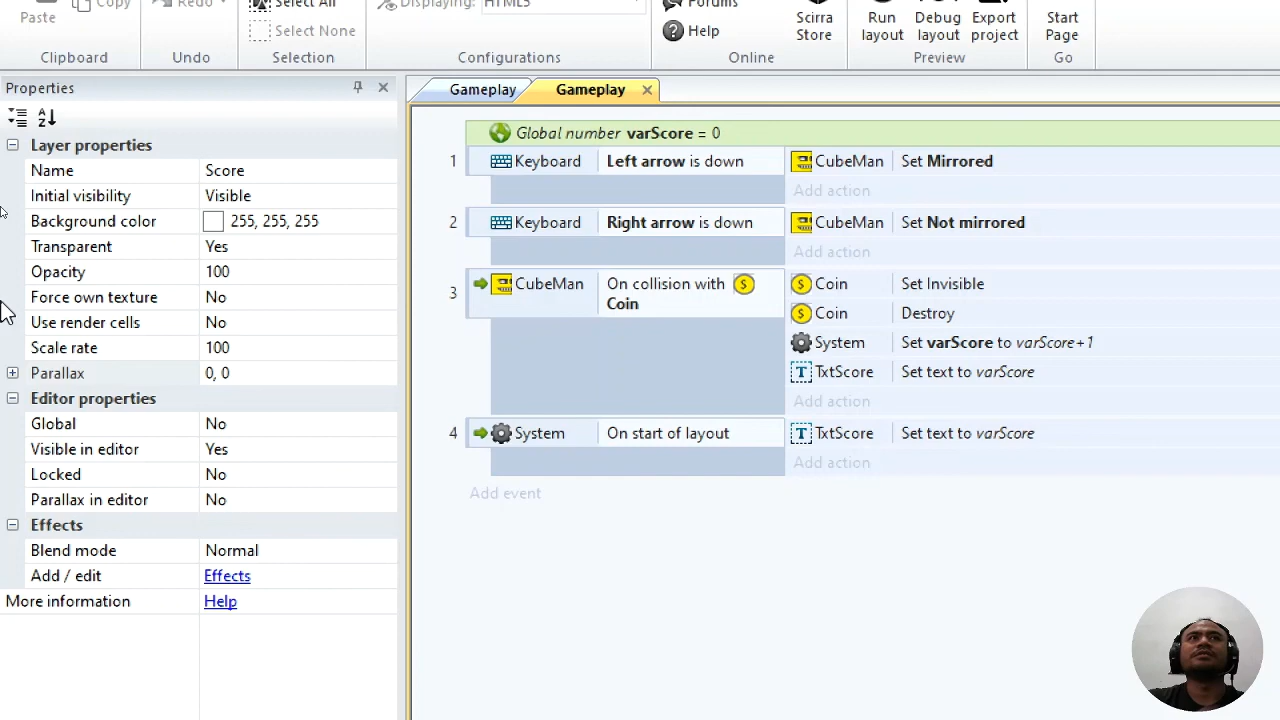 Paste
Copy
Redo
Select All
Select None
Displaying: HTML5
Forums
Help
Scirra
Store
Run
layout
Debug
layout
Export
project
Start
Page
Clipboard
Undo
Selection
Configurations
Online
Preview
Go
Properties
Layer properties
Name Score
Initial visibility Visible
Background color 255, 255, 255
Transparent Yes
Opacity 100
Force own texture No
Use render cells No
Scale rate 100
Parallax 0, 0
Editor properties
Global No
Visible in editor Yes
Locked No
Parallax in editor No
Effects
Blend mode Normal
Add / edit Effects
More information Help
Gameplay
Gameplay
Global number varScore = 0
1 Keyboard Left arrow is down CubeMan Set Mirrored
Add action
2 Keyboard Right arrow is down CubeMan Set Not mirrored
Add action
3 CubeMan On collision with
Coin
Coin Set Invisible
Coin Destroy
System Set varScore to varScore+1
TxtScore Set text to varScore
Add action
4 System On start of layout TxtScore Set text to varScore
Add action
Add event